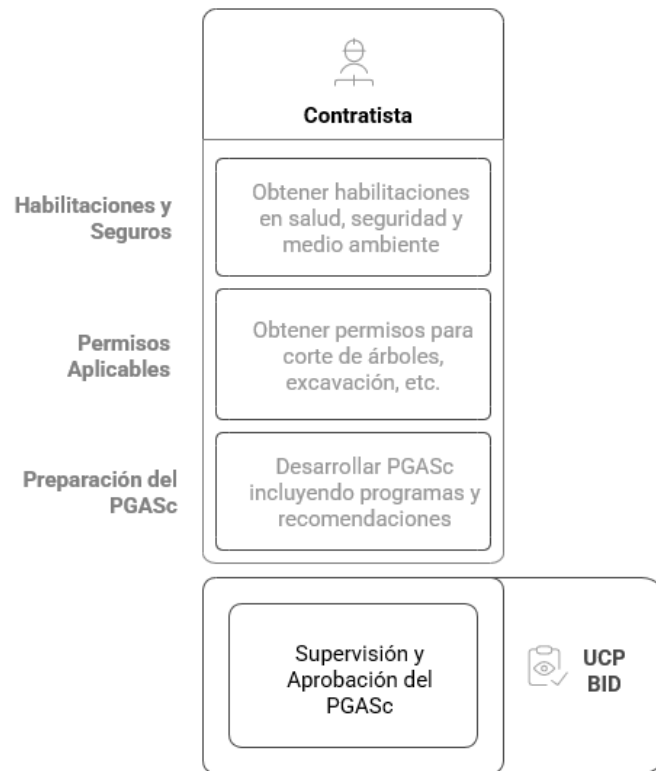 Contratista
Habilitaciones y
Seguros
Obtener habilitaciones
en salud, seguridad y
medio ambiente
Permisos
Aplicables
Obtener permisos para
corte de árboles,
excavación, etc.
Preparación del
PGASc
Desarrollar PGASc
incluyendo programas y
recomendaciones
Supervisión y
Aprobación del
PGASc
UCP
BID